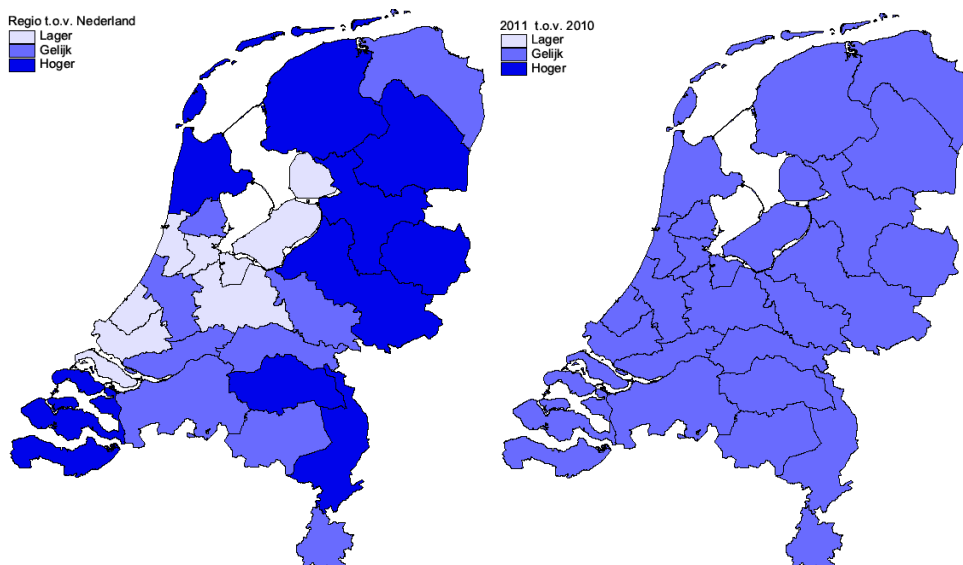 Regio t.o.v. Nederland
Lager
Gelijk
Hoger
2011 t.o.v. 2010
Lager
Gelijk
Hoger